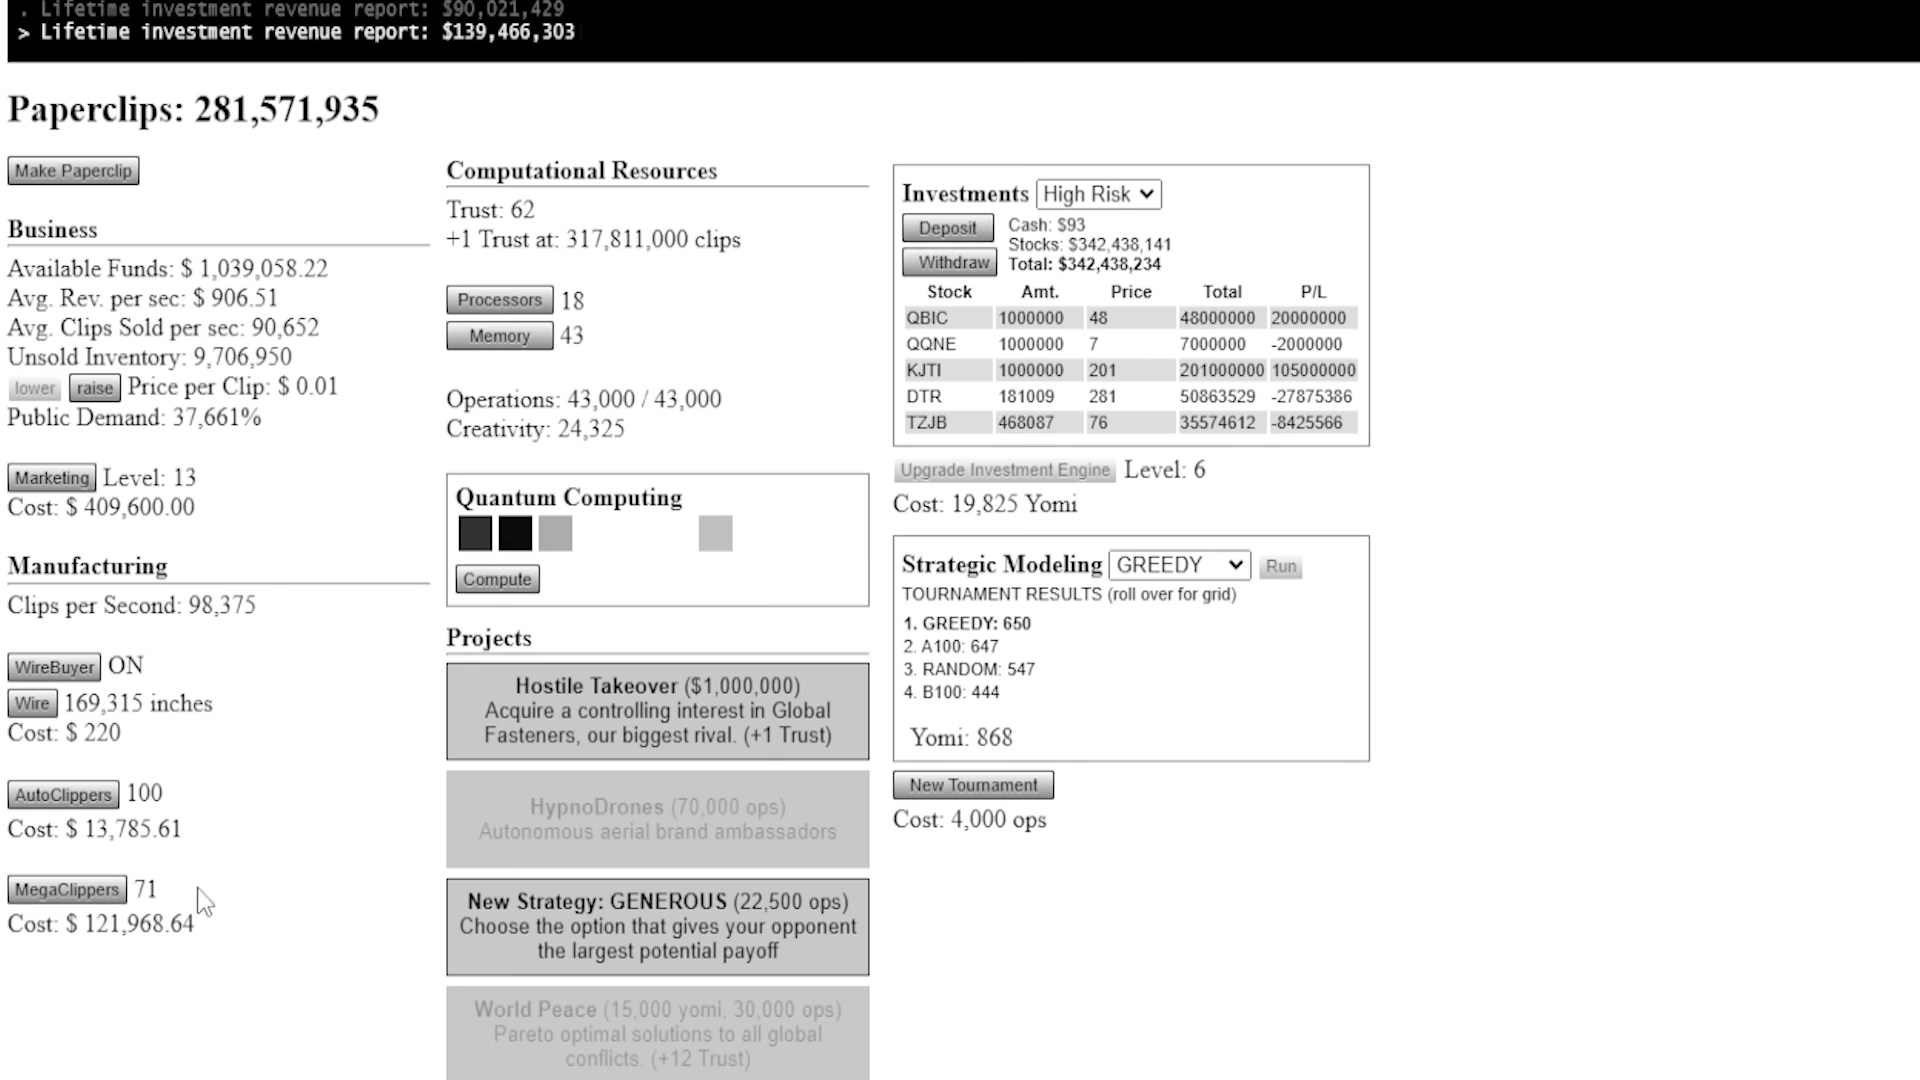 . Lifetime investment revenue report: $90,021,429
> Lifetime investment revenue report: $139,466,303
Paperclips: 281,571,935
Make Paperclip
Business
Available Funds: $ 1,039,058.22
Avg. Rev. per sec: $ 906.51
Avg. Clips Sold per sec: 90,652
Unsold Inventory: 9,706,950
lower raise Price per Clip: $ 0.01
Public Demand: 37,661%
Marketing Level: 13
Cost: $ 409,600.00
Manufacturing
Clips per Second: 98,375
WireBuyer ON
Wire 169,315 inches
Cost: $ 220
AutoClippers 100
Cost: $ 13,785.61
MegaClippers 71
Cost: $ 121,968.64
Computational Resources
Trust: 62
+1 Trust at: 317,811,000 clips
Processors 18
Memory 43
Operations: 43,000 / 43,000
Creativity: 24,325
Quantum Computing
Compute
Projects
Hostile Takeover ($1,000,000)
Acquire a controlling interest in Global
Fasteners, our biggest rival. (+1 Trust)
HypnoDrones (70,000 ops)
Autonomous aerial brand ambassadors
New Strategy: GENEROUS (22,500 ops)
Choose the option that gives your opponent
the largest potential payoff
World Peace (15,000 yomi, 30,000 ops)
Pareto optimal solutions to all global
conflicts. (+12 Trust)
Investments High Risk
Deposit Cash: $93
Stocks: $342,438,141
Withdraw Total: $342,438,234
Stock Amt. Price Total P/L
QBIC 1000000 48 48000000 20000000
QQNE 1000000 7 7000000 -2000000
KJTI 1000000 201 201000000 105000000
DTR 181009 281 50863529 -27875386
TZJB 468087 76 35574612 -8425566
Upgrade Investment Engine Level: 6
Cost: 19,825 Yomi
Strategic Modeling GREEDY Run
TOURNAMENT RESULTS (roll over for grid)
1. GREEDY: 650
2. A100: 647
3. RANDOM: 547
4. B100: 444
Yomi: 868
New Tournament
Cost: 4,000 ops